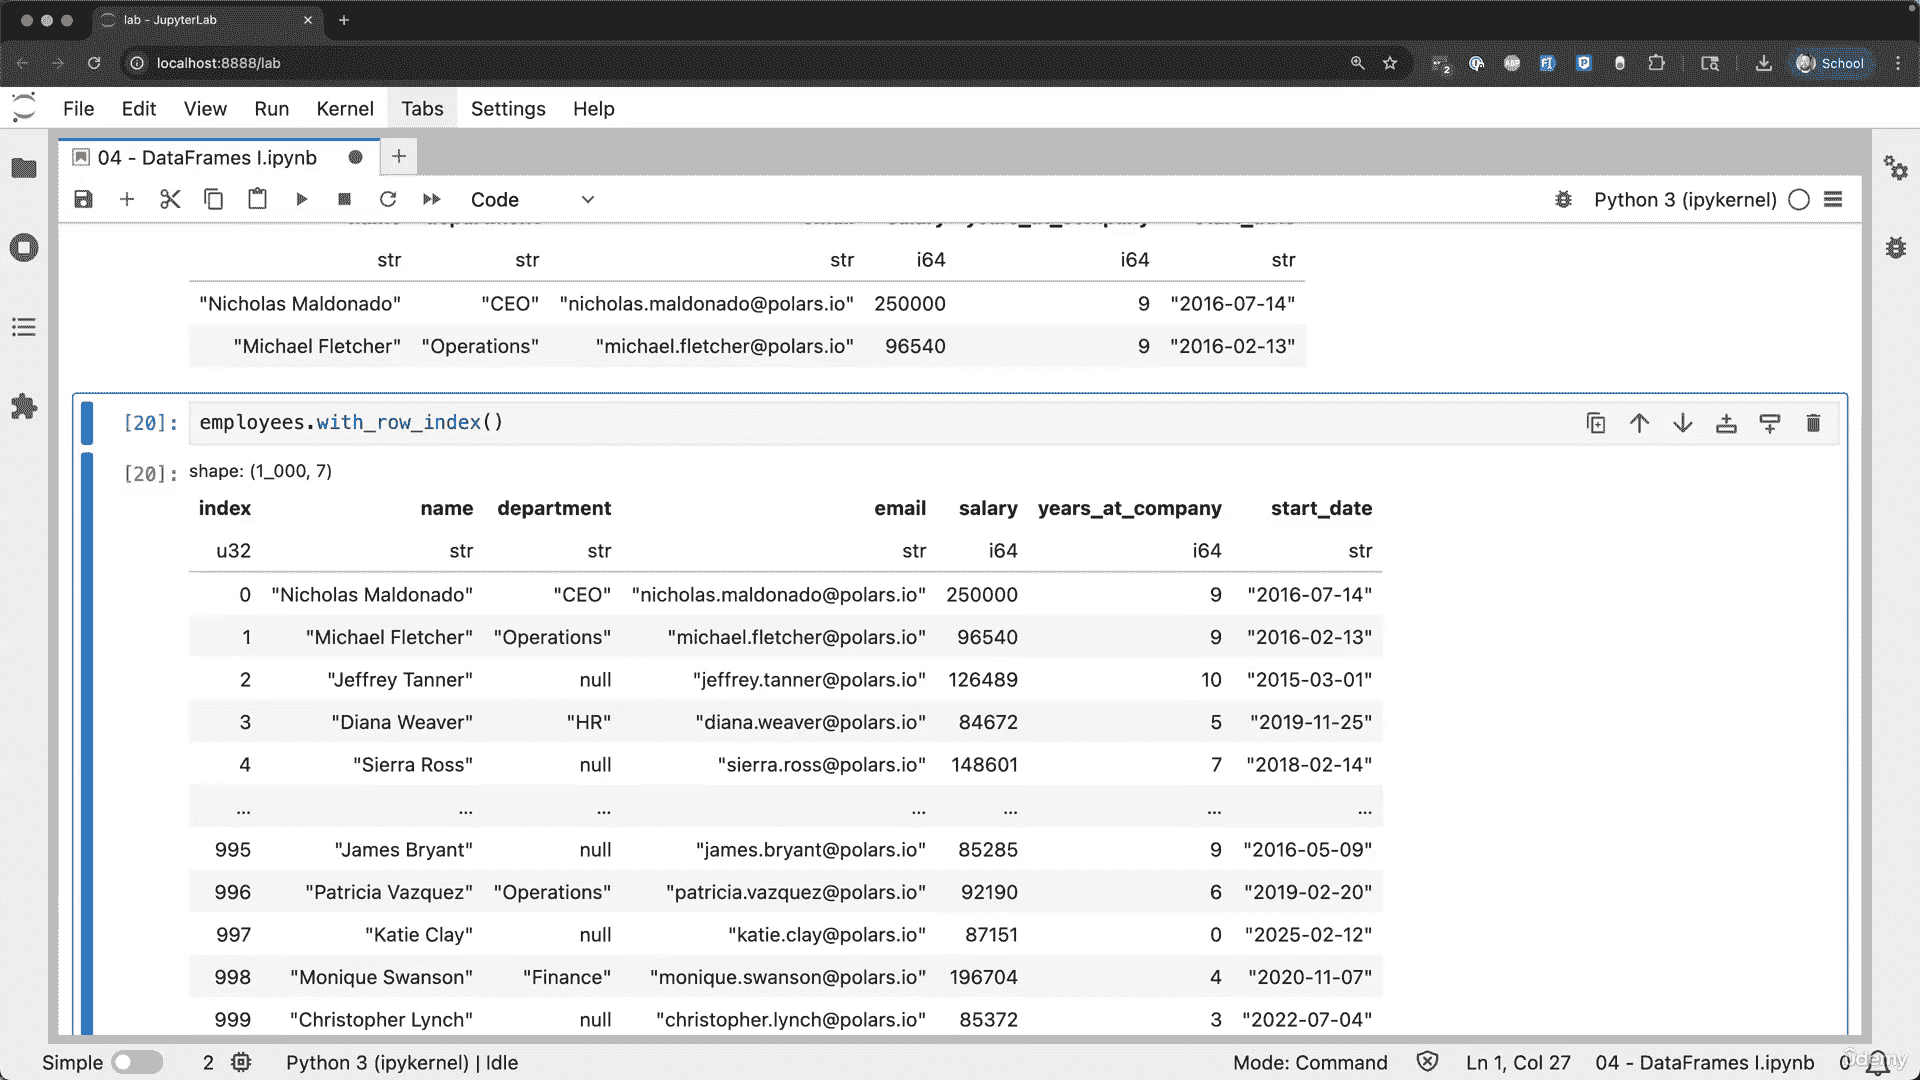 lab - JupyterLab
localhost:8888/lab
2
ABP
School
File Edit View Run Kernel Tabs Settings Help
04 - DataFrames I.ipynb
Code
Python 3 (ipykernel)
str str str i64 i64 str
"Nicholas Maldonado" "CEO" "nicholas.maldonado@polars.io" 250000 9 "2016-07-14"
"Michael Fletcher" "Operations" "michael.fletcher@polars.io" 96540 9 "2016-02-13"
[20]: employees.with_row_index()
[20]: shape: (1_000, 7)
index name department email salary years_at_company start_date
u32 str str str i64 i64 str
0 "Nicholas Maldonado" "CEO" "nicholas.maldonado@polars.io" 250000 9 "2016-07-14"
1 "Michael Fletcher" "Operations" "michael.fletcher@polars.io" 96540 9 "2016-02-13"
2 "Jeffrey Tanner" null "jeffrey.tanner@polars.io" 126489 10 "2015-03-01"
3 "Diana Weaver" "HR" "diana.weaver@polars.io" 84672 5 "2019-11-25"
4 "Sierra Ross" null "sierra.ross@polars.io" 148601 7 "2018-02-14"
… … … … … … …
995 "James Bryant" null "james.bryant@polars.io" 85285 9 "2016-05-09"
996 "Patricia Vazquez" "Operations" "patricia.vazquez@polars.io" 92190 6 "2019-02-20"
997 "Katie Clay" null "katie.clay@polars.io" 87151 0 "2025-02-12"
998 "Monique Swanson" "Finance" "monique.swanson@polars.io" 196704 4 "2020-11-07"
999 "Christopher Lynch" null "christopher.lynch@polars.io" 85372 3 "2022-07-04"
Simple 2 Python 3 (ipykernel) | Idle Mode: Command Ln 1, Col 27 04 - DataFrames I.ipynb 0